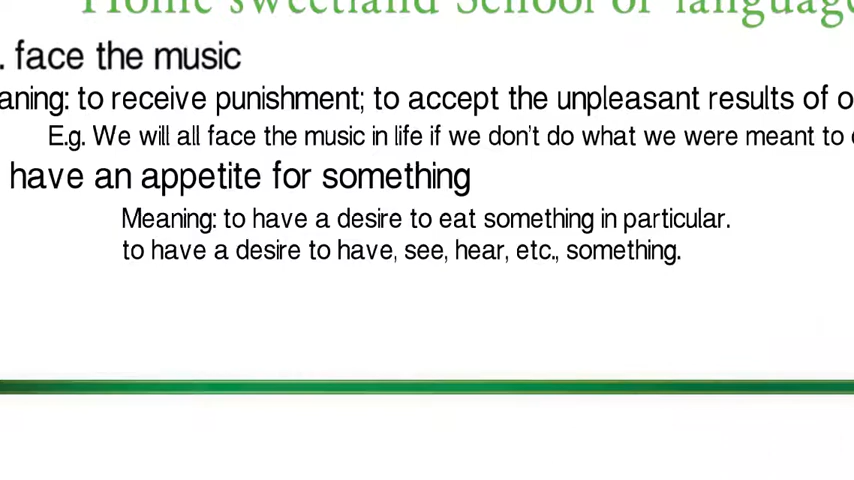 Home sweetland School of language
. face the music
aning: to receive punishment; to accept the unpleasant results of o
E.g. We will all face the music in life if we don't do what we were meant to
have an appetite for something
Meaning: to have a desire to eat something in particular.
to have a desire to have, see, hear, etc., something.